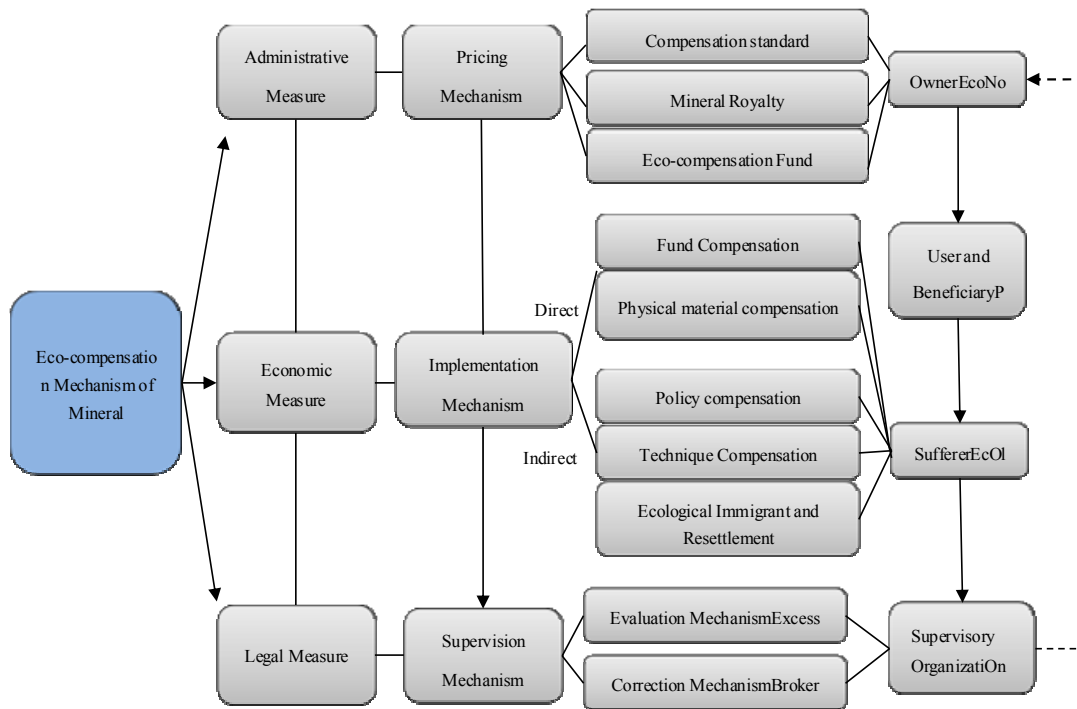 Administrative
Measure
Pricing
Mechanism
Compensation standard
Mineral Royalty
Eco-compensation Fund
OwnerEcoNo
User and
BeneficiaryP
Eco-compensatio
n Mechanism of
Mineral
Economic
Measure
Implementation
Mechanism
Direct
Indirect
Fund Compensation
Physical material compensation
Policy compensation
Technique Compensation
Ecological Immigrant and
Resettlement
SuffererEcOl
Legal Measure
Supervision
Mechanism
Evaluation MechanismExcess
Correction MechanismBroker
Supervisory
OrganizatiOn